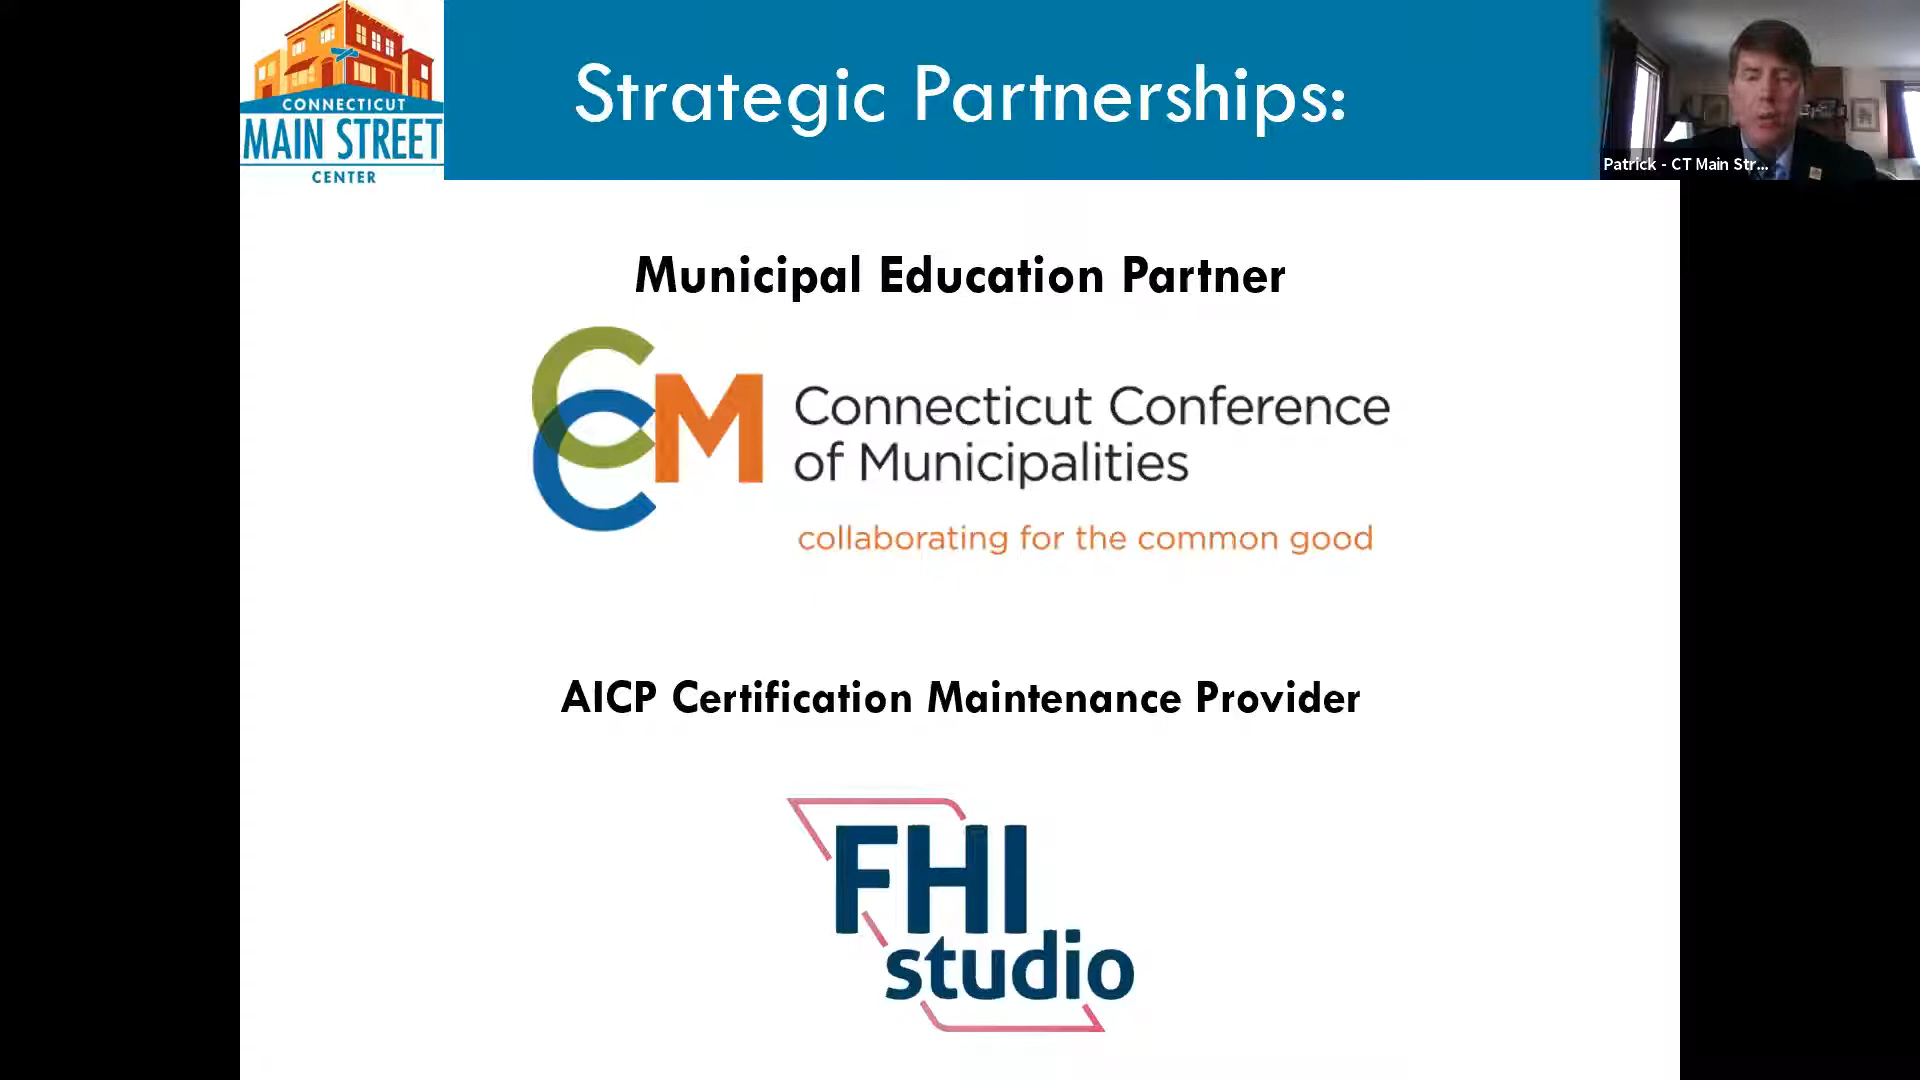 CONNECTICUT
MAIN STREET
CENTER
Strategic Partnerships:
Patrick - CT Main Str...
Municipal Education Partner
CCM
Connecticut Conference
of Municipalities
collaborating for the common good
AICP Certification Maintenance Provider
FHI
studio